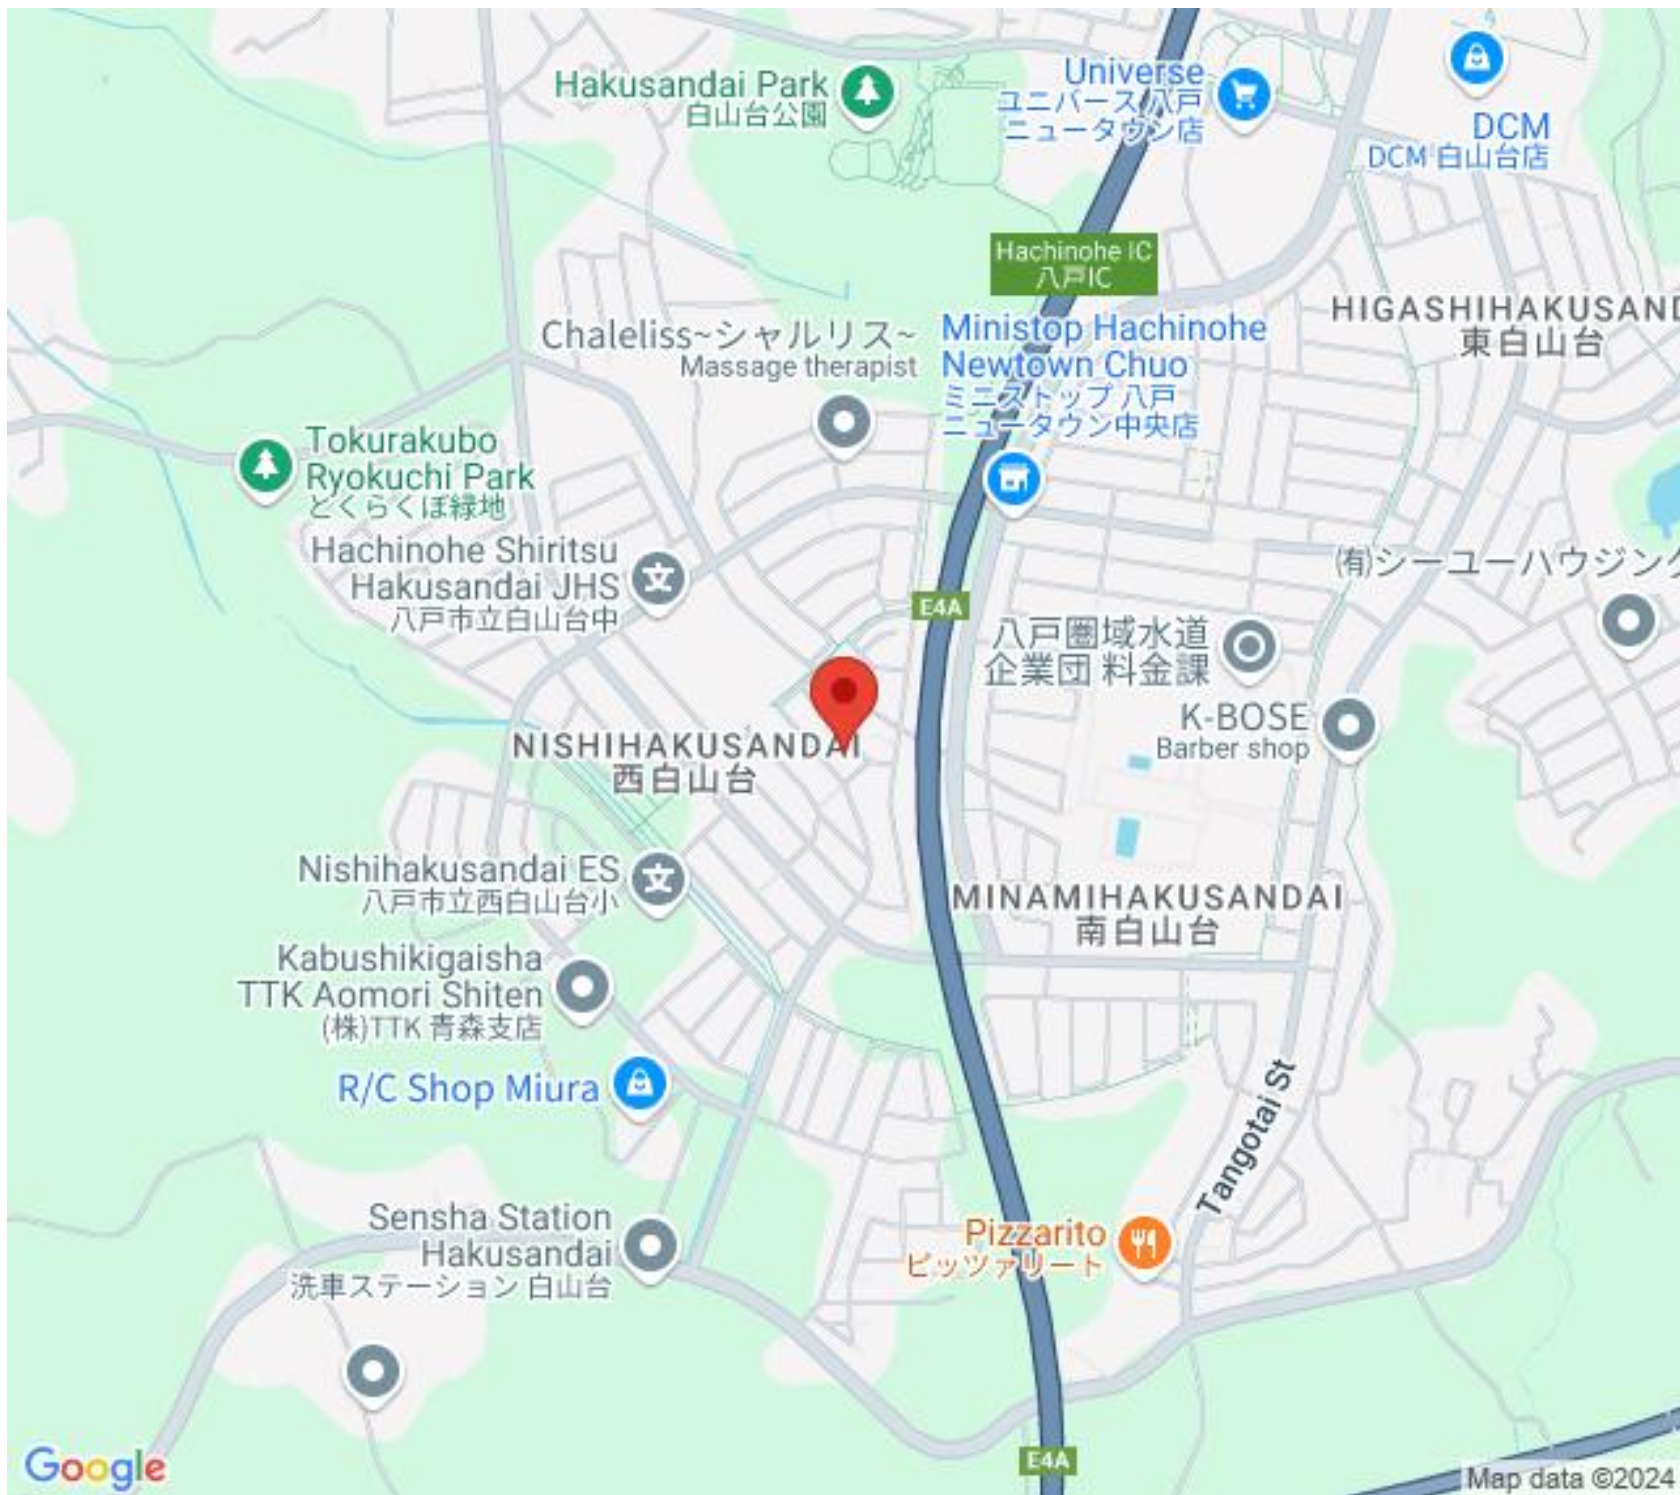 Hakusandai Park
白山台公園
Universe
ユニバース 八戸
ニュータウン店
DCM
DCM 白山台店
Hachinohe IC
八戸IC
HIGASHIHAKUSAND
東白山台
Chaleliss~シャルリス~
Massage therapist
Ministop Hachinohe
Newtown Chuo
ミニストップ 八戸
ニュータウン中央店
Tokurakubo
Ryokuchi Park
とくらくぼ緑地
Hachinohe Shiritsu
Hakusandai JHS
八戸市立白山台中
文
E4A
(有)シーユーハウジング
八戸圏域水道
企業団 料金課
K-BOSE
Barber shop
NISHIHAKUSANDAI
西白山台
Nishihakusandai ES
八戸市立西白山台小
文
MINAMIHAKUSANDAI
南白山台
Kabushikigaisha
TTK Aomori Shiten
(株)TTK 青森支店
R/C Shop Miura
Tangotai St
Sensha Station
Hakusandai
洗車ステーション 白山台
Pizzarito
ピッツァリート
E4A
Google
Map data ©2024